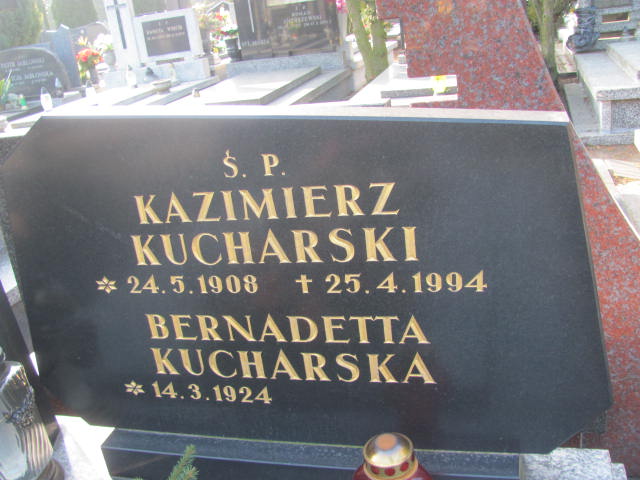 Ś. P.
KAZIMIERZ
KUCHARSKI
* 24.5.1908 † 25.4.1994
BERNADETTA
KUCHARSKA
* 14.3.1924